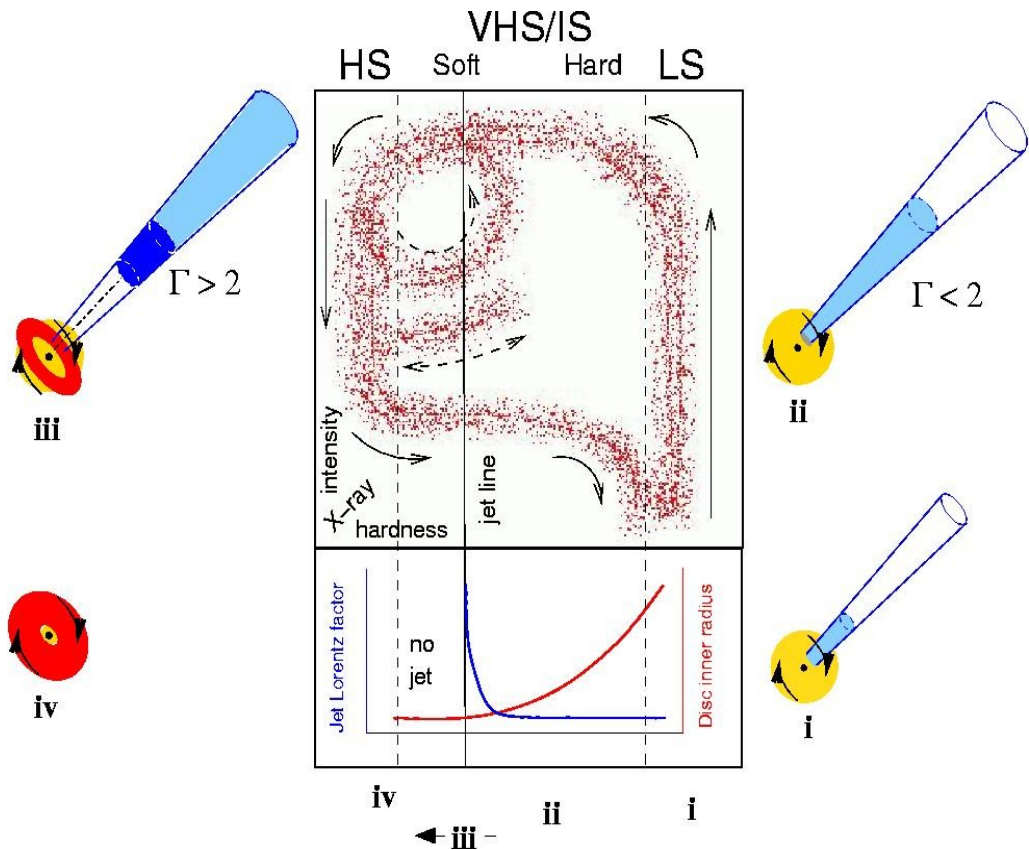 VHS/IS
HS Soft Hard LS
Γ > 2
Γ < 2
iii
ii
intensity
X-ray
hardness
jet line
Jet Lorentz factor
no
jet
Disc inner radius
iv
i
iv ii i
iii